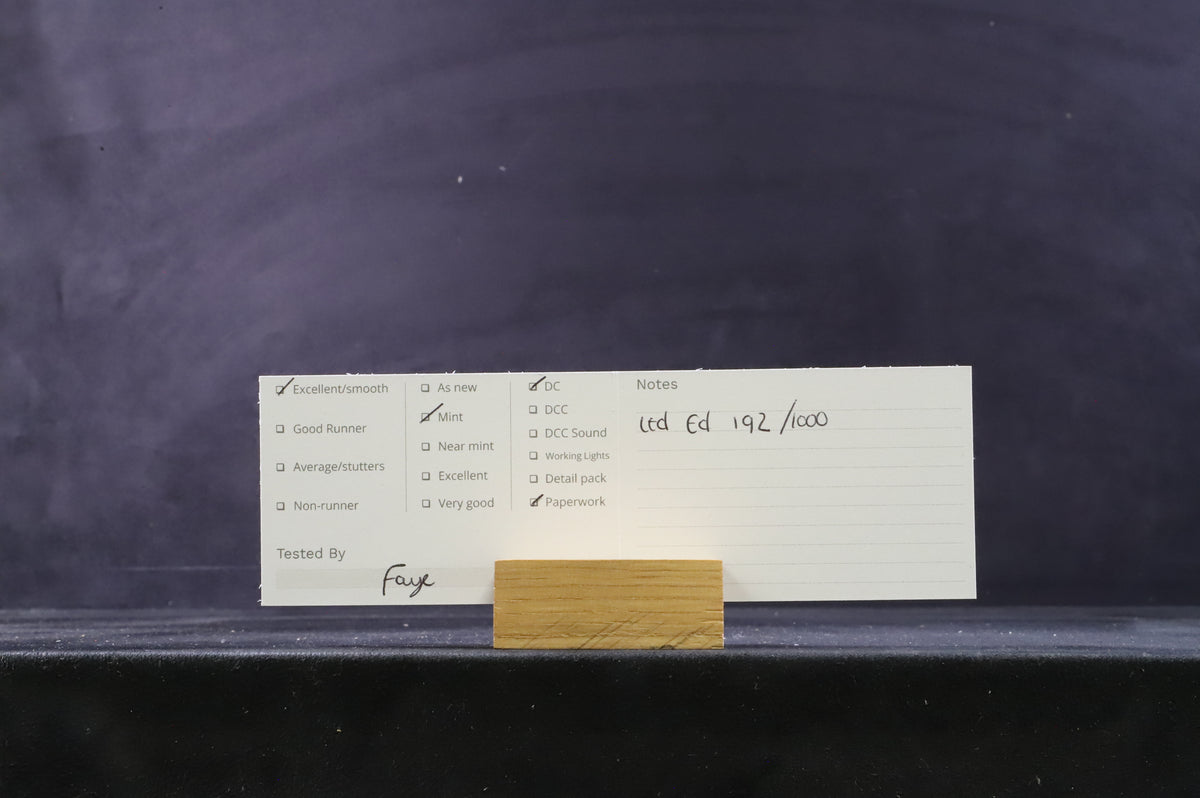 Excellent/smooth
Good Runner
Average/stutters
Non-runner
As new
Mint
Near mint
Excellent
Very good
DC
DCC
DCC Sound
Working Lights
Detail pack
Paperwork
Tested By
Faye
Notes
Ltd Ed 192/1000